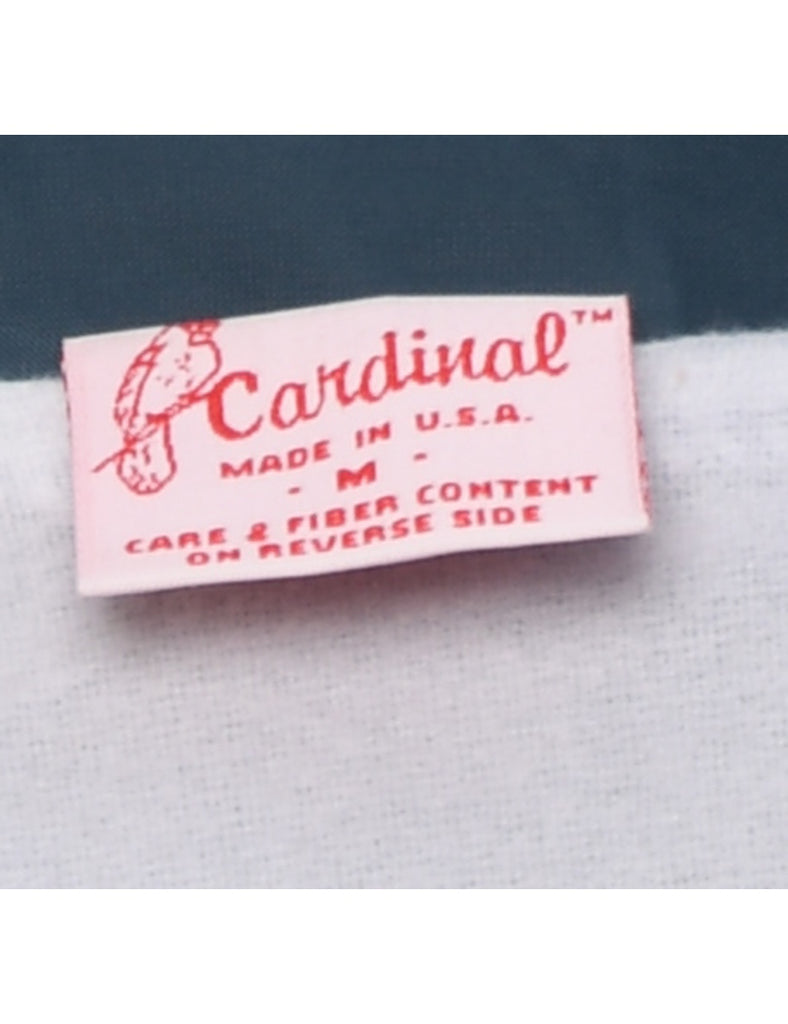 Cardinal™
MADE IN U.S.A.
- M -
CARE & FIBER CONTENT
ON REVERSE SIDE